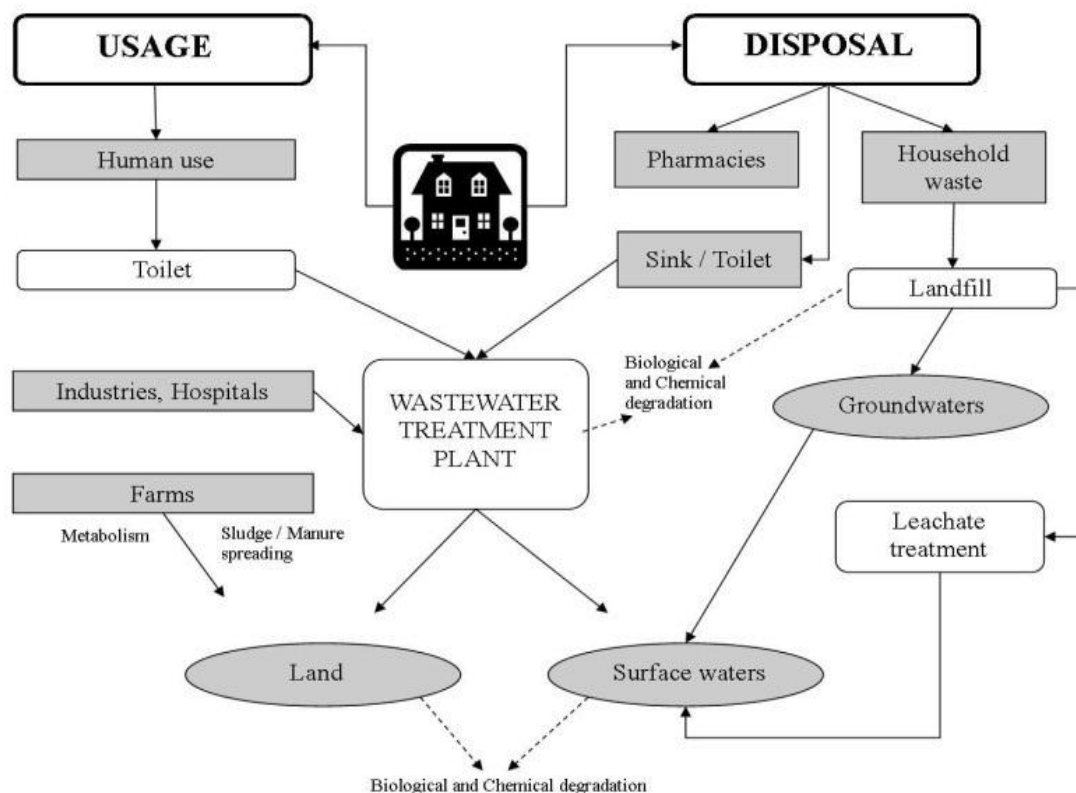 USAGE
DISPOSAL
Human use
Pharmacies
Household
waste
Toilet
Sink / Toilet
Landfill
Industries, Hospitals
WASTEWATER
TREATMENT
PLANT
Biological
and Chemical
degradation
Groundwaters
Farms
Metabolism
Sludge / Manure
spreading
Leachate
treatment
Land
Surface waters
Biological and Chemical degradation